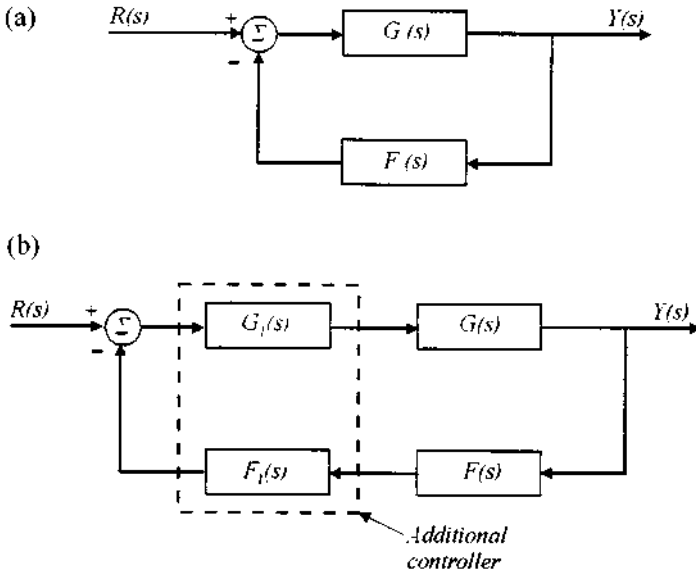 (a)
R(s)
+
Σ
G (s)
Y(s)
−
F (s)
(b)
R(s)
+
Σ
G₁(s)
G(s)
Y(s)
−
F₁(s)
F(s)
Additional
controller